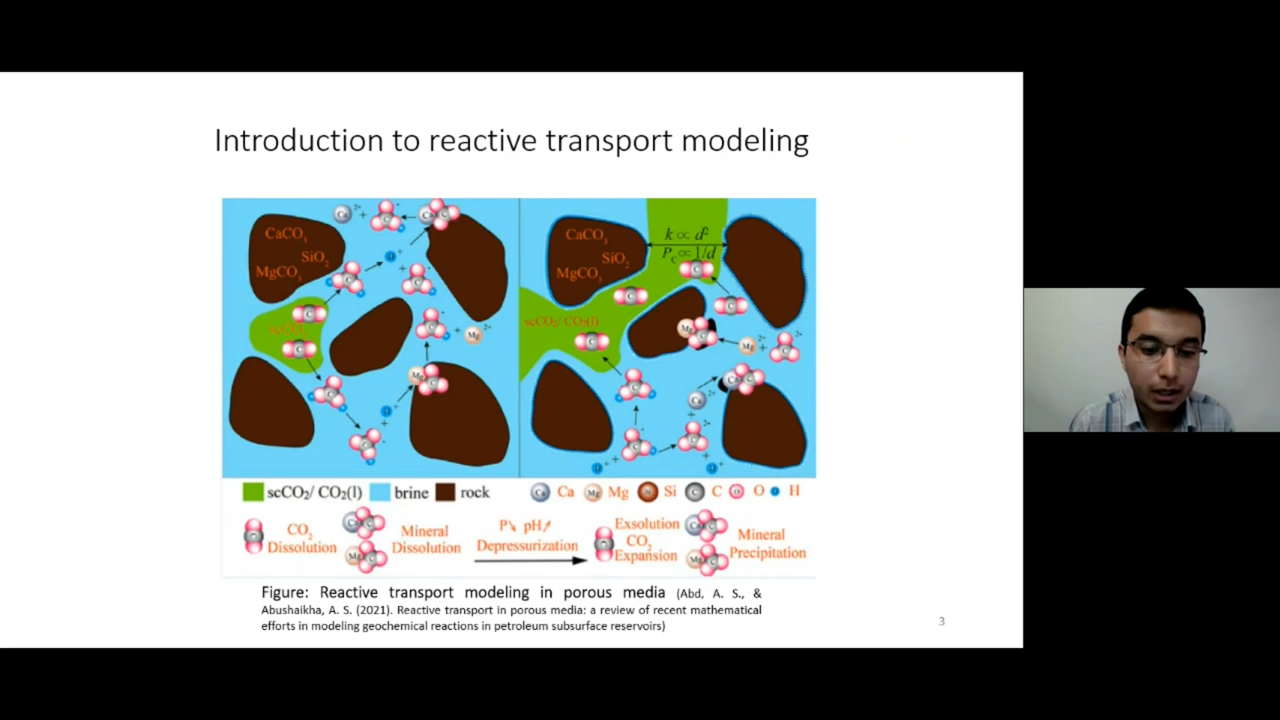 Introduction to reactive transport modeling
CaCO3
SiO2
MgCO3
CaCO3
SiO2
MgCO3
k ∝ d²
Pc ∝ 1/d
scCO2/ CO2(l)
scCO2/ CO2(l) brine rock Ca Mg Si C O H
CO2
Dissolution
Mineral
Dissolution
P↘ pH↗
Depressurization
Exsolution
CO2
Expansion
Mineral
Precipitation
Figure: Reactive transport modeling in porous media (Abd, A. S., &
Abushaikha, A. S. (2021). Reactive transport in porous media: a review of recent mathematical
efforts in modeling geochemical reactions in petroleum subsurface reservoirs)
3